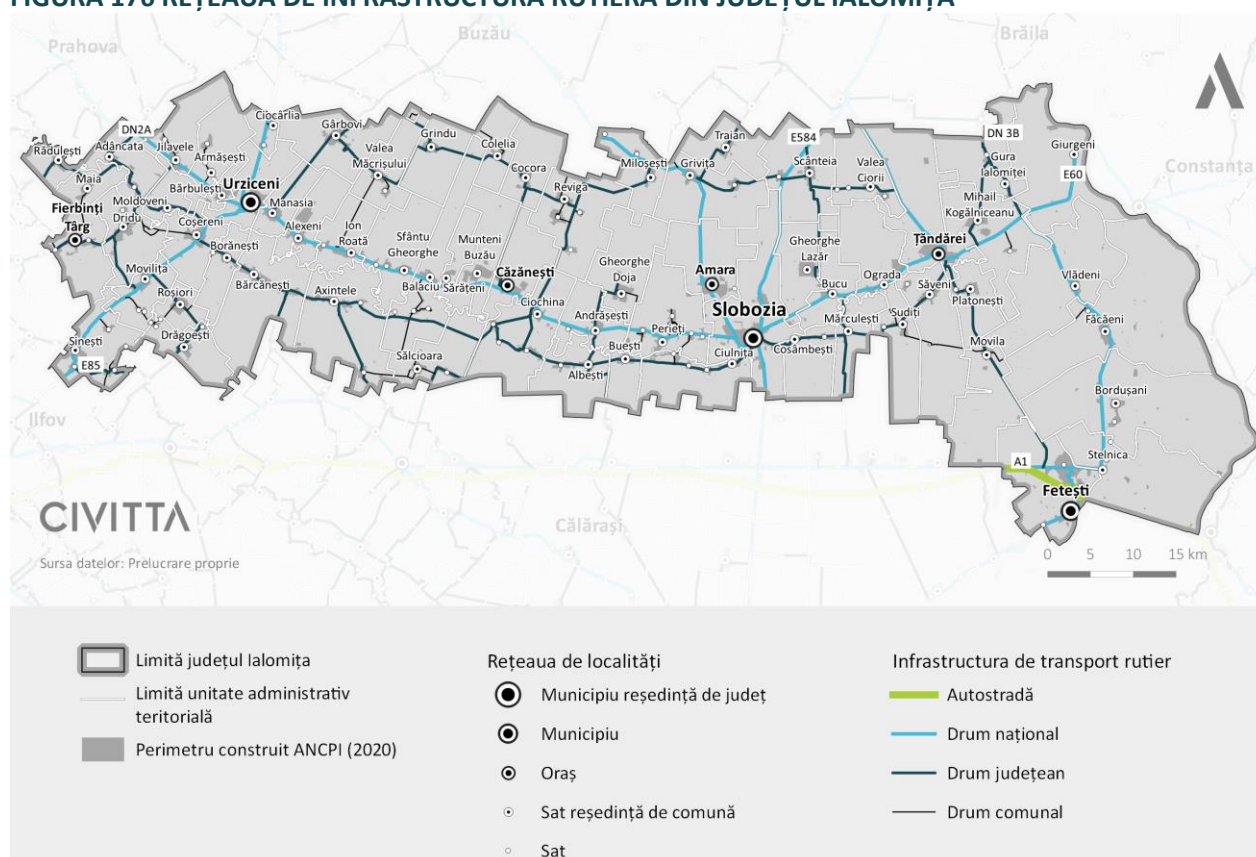 FIGURA 170 REȚEAUA DE INFRASTRUCTURĂ RUTIERĂ DIN JUDEȚUL IALOMIȚA
Prahova
Buzău
Brăila
Constanța
Ilfov
Călărași
DN2A
E584
DN 3B
E60
E85
A1
Rădulești
Adâncata
Jilavele
Armășești
Ciocârlia
Gârbovi
Grindu
Colelia
Valea
Măcrișului
Cocora
Reviga
Miloșești
Grivița
Traian
Scânteia
Valea
Ciorii
Gura
Ialomiței
Giurgeni
Maia
Bărbulești
Urziceni
Manasia
Mihail
Kogălniceanu
Fierbinți
Târg
Moldoveni
Dridu
Coșereni
Alexeni
Ion
Roată
Sfântu
Gheorghe
Munteni
Buzău
Gheorghe
Doja
Gheorghe
Lazăr
Țăndărei
Borănești
Bărcănești
Balaciu
Sărățeni
Căzănești
Amara
Ograda
Vlădeni
Movilița
Roșiori
Axintele
Ciochina
Slobozia
Bucu
Săveni
Platonești
Făcăeni
Andrășești
Perieți
Mărculești
Sudiți
Sinești
Drăgoești
Sălcioara
Buești
Ciulnița
Cosâmbești
Movila
Albești
Bordușani
Stelnica
Fetești
CIVITTA
Sursa datelor: Prelucrare proprie
0 5 10 15 km
Limită județul Ialomița
Limită unitate administrativ
teritorială
Perimetru construit ANCPI (2020)
Rețeaua de localități
Municipiu reședință de județ
Municipiu
Oraș
Sat reședință de comună
Sat
Infrastructura de transport rutier
Autostradă
Drum național
Drum județean
Drum comunal